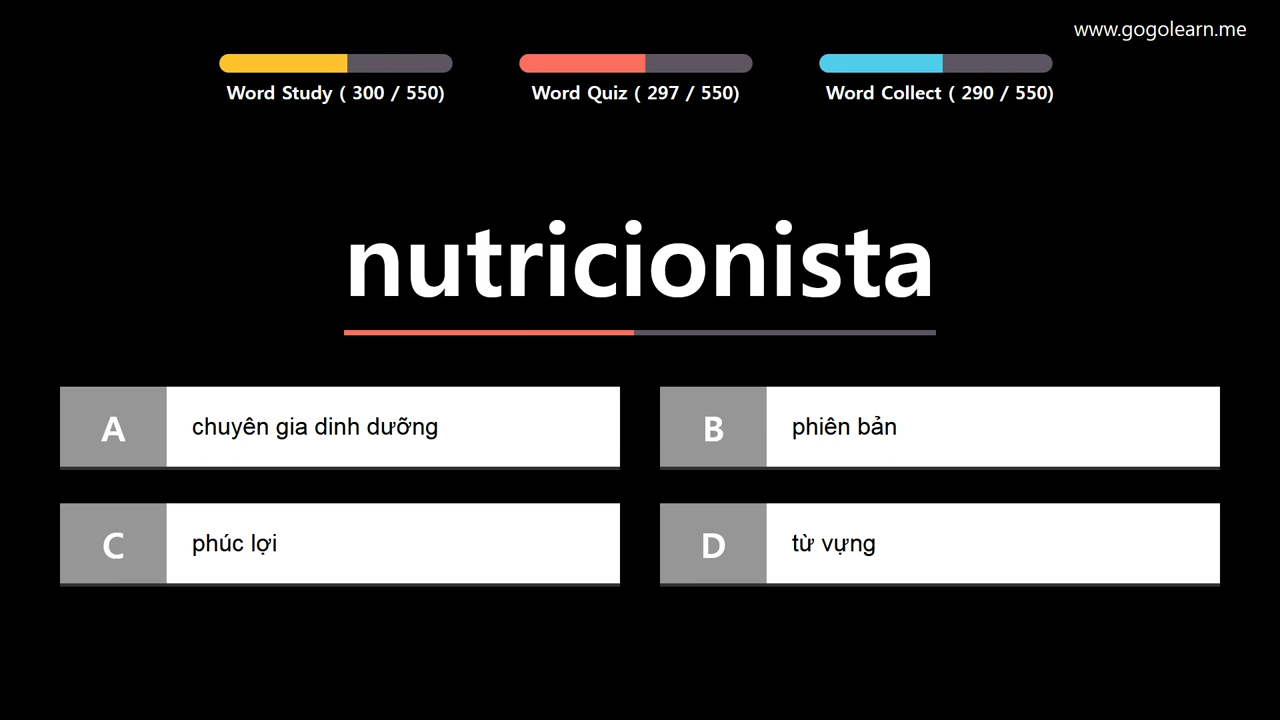 www.gogolearn.me
Word Study ( 300 / 550)
Word Quiz ( 297 / 550)
Word Collect ( 290 / 550)
nutricionista
A chuyên gia dinh dưỡng
B phiên bản
C phúc lợi
D từ vựng